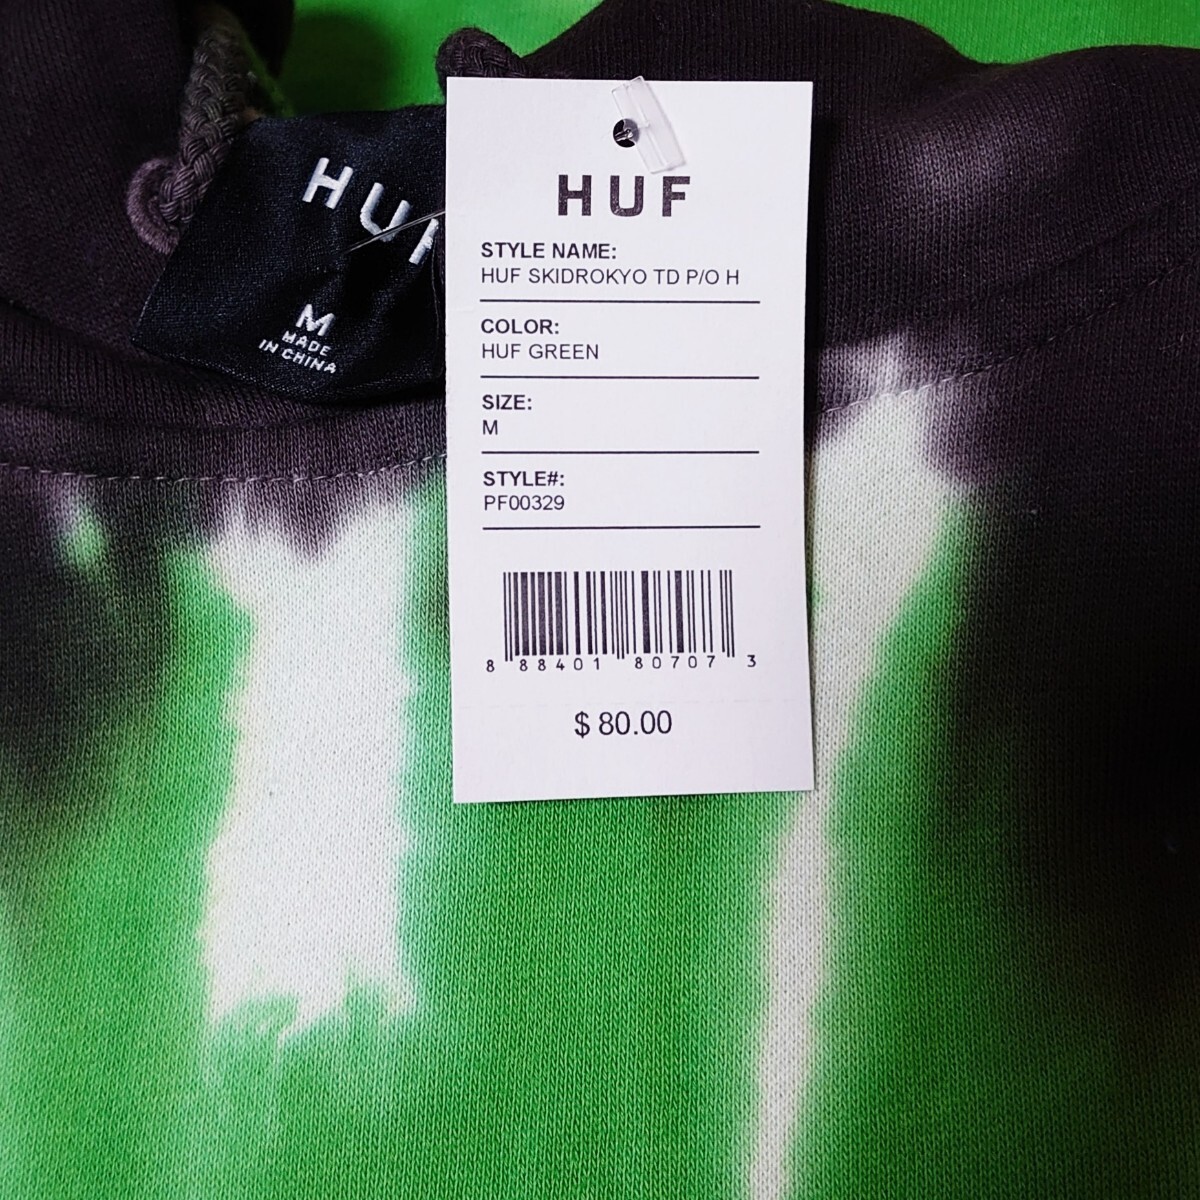 HUF
M
MADE
IN CHINA
HUF
STYLE NAME:
HUF SKIDROKYO TD P/O H
COLOR:
HUF GREEN
SIZE:
M
STYLE#:
PF00329
8 88401 80707 3
$ 80.00